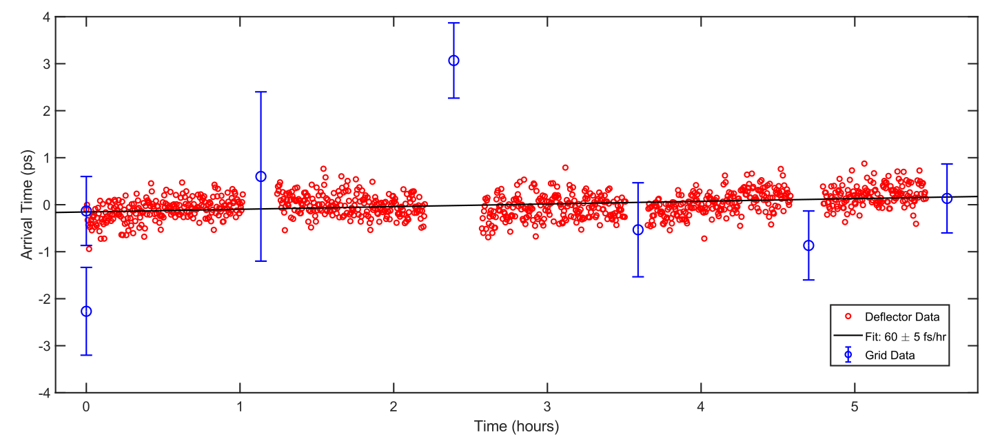 4
3
2
1
0
-1
-2
-3
-4
Arrival Time (ps)
0 1 2 3 4 5
Time (hours)
Deflector Data
Fit: 60 ± 5 fs/hr
Grid Data